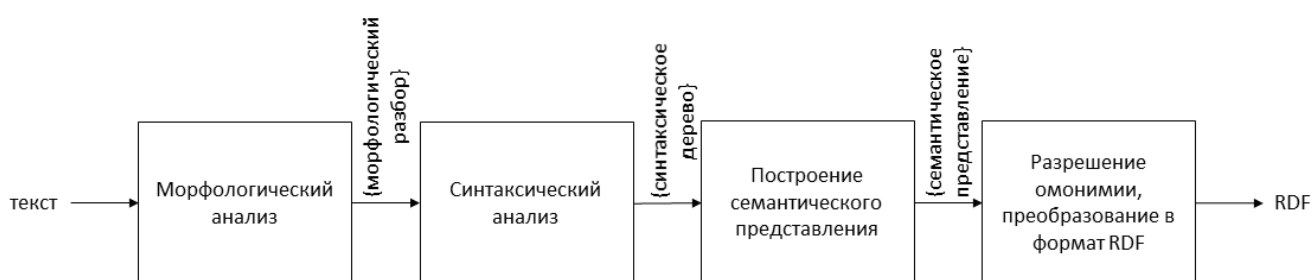 текст
Морфологический
анализ
{морфологический
разбор}
Синтаксический
анализ
{синтаксическое
дерево}
Построение
семантического
представления
{семантическое
представление}
Разрешение
омонимии,
преобразование в
формат RDF
RDF